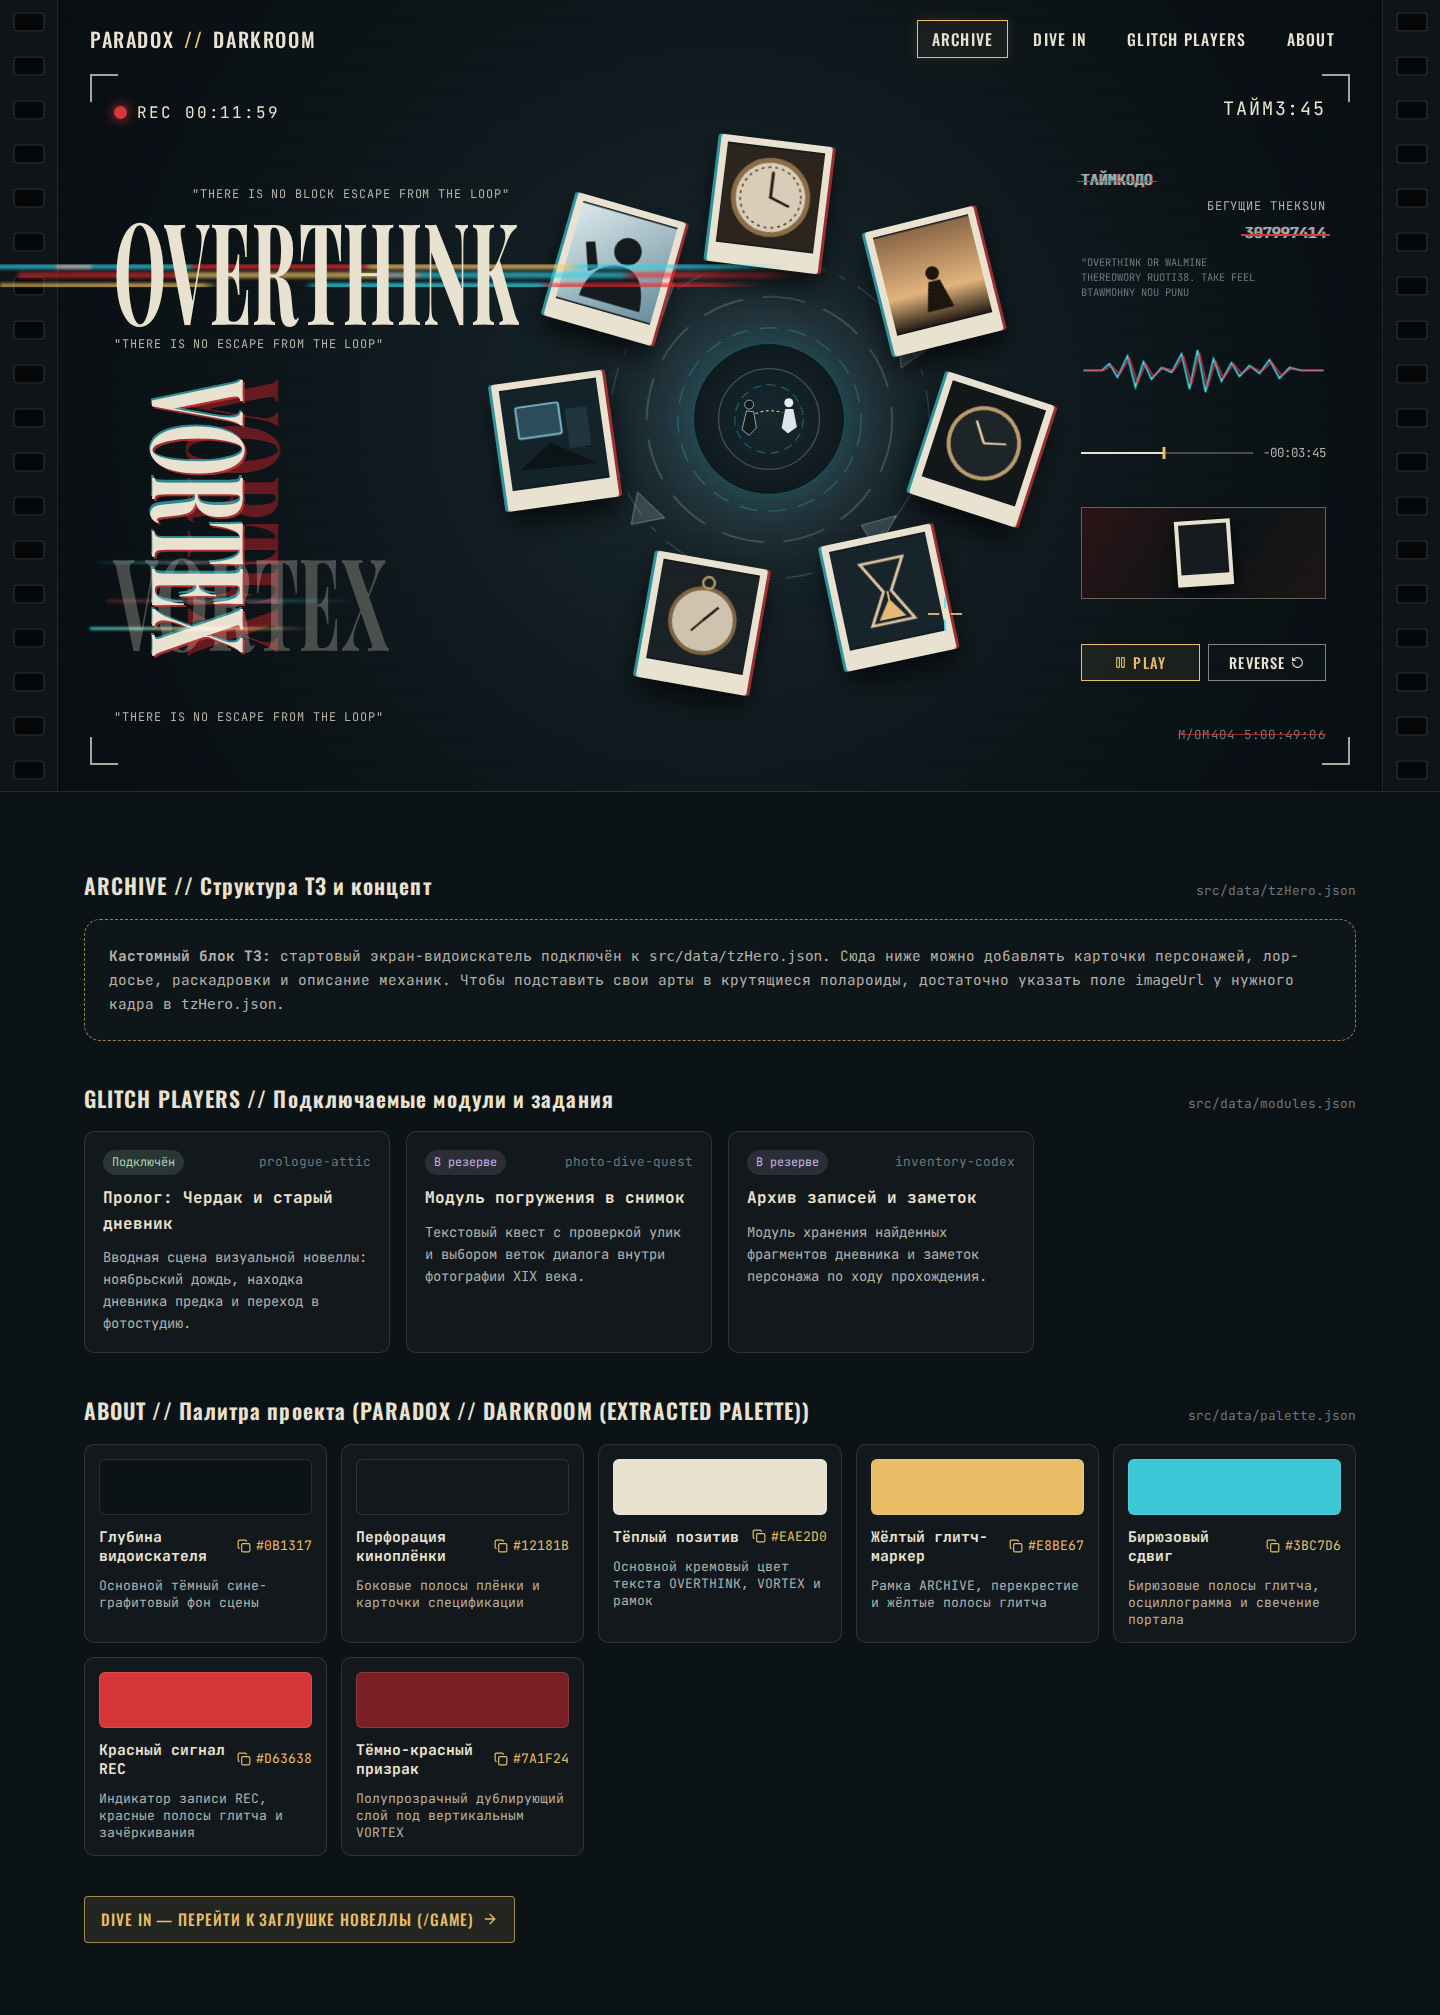 PARADOX // DARKROOM
ARCHIVE
DIVE IN
GLITCH PLAYERS
ABOUT
REC 00:11:59
ТАЙМ3:45
"THERE IS NO BLOCK ESCAPE FROM THE LOOP"
OVERTHINK
"THERE IS NO ESCAPE FROM THE LOOP"
VORTEX
VORTEX
VORTEX
"THERE IS NO ESCAPE FROM THE LOOP"
ТАЙМКОДО
БЕГУЩИЕ THEKSUN
307997414
"OVERTHINK OR WALMINE
THEREOWORY RUOTI38. TAKE FEEL
BTAWMOHNY NOU PUNU
-00:03:45
PLAY
REVERSE
M/OM404 5:00:49:06
ARCHIVE // Структура ТЗ и концепт
src/data/tzHero.json
Кастомный блок ТЗ: стартовый экран-видоискатель подключён к src/data/tzHero.json. Сюда ниже можно добавлять карточки персонажей, лор-
досье, раскадровки и описание механик. Чтобы подставить свои арты в крутящиеся полароиды, достаточно указать поле imageUrl у нужного
кадра в tzHero.json.
GLITCH PLAYERS // Подключаемые модули и задания
src/data/modules.json
Подключён
prologue-attic
Пролог: Чердак и старый
дневник
Вводная сцена визуальной новеллы:
ноябрьский дождь, находка
дневника предка и переход в
фотостудию.
В резерве
photo-dive-quest
Модуль погружения в снимок
Текстовый квест с проверкой улик
и выбором веток диалога внутри
фотографии XIX века.
В резерве
inventory-codex
Архив записей и заметок
Модуль хранения найденных
фрагментов дневника и заметок
персонажа по ходу прохождения.
ABOUT // Палитра проекта (PARADOX // DARKROOM (EXTRACTED PALETTE))
src/data/palette.json
Глубина
видоискателя
#0B1317
Основной тёмный сине-
графитовый фон сцены
Перфорация
киноплёнки
#12181B
Боковые полосы плёнки и
карточки спецификации
Тёплый позитив
#EAE2D0
Основной кремовый цвет
текста OVERTHINK, VORTEX и
рамок
Жёлтый глитч-
маркер
#E8BE67
Рамка ARCHIVE, перекрестие
и жёлтые полосы глитча
Бирюзовый
сдвиг
#3BC7D6
Бирюзовые полосы глитча,
осциллограмма и свечение
портала
Красный сигнал
REC
#D63638
Индикатор записи REC,
красные полосы глитча и
зачёркивания
Тёмно-красный
призрак
#7A1F24
Полупрозрачный дублирующий
слой под вертикальным
VORTEX
DIVE IN — ПЕРЕЙТИ К ЗАГЛУШКЕ НОВЕЛЛЫ (/GAME)